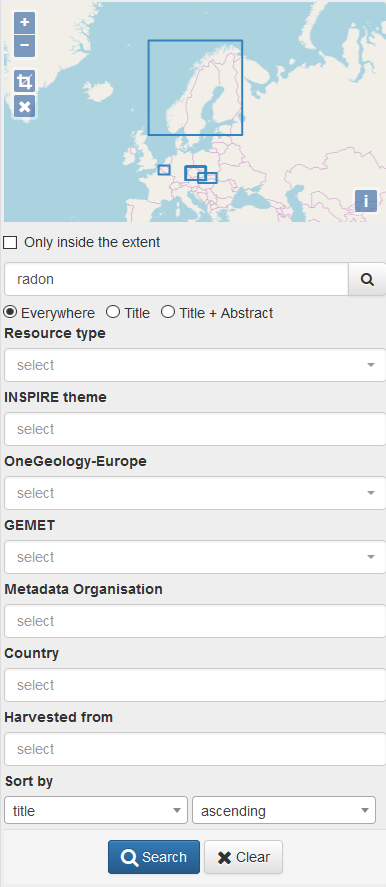 +
−
i
Only inside the extent
radon
Everywhere Title Title + Abstract
Resource type
select
INSPIRE theme
select
OneGeology-Europe
select
GEMET
select
Metadata Organisation
select
Country
select
Harvested from
select
Sort by
title ascending
Search Clear